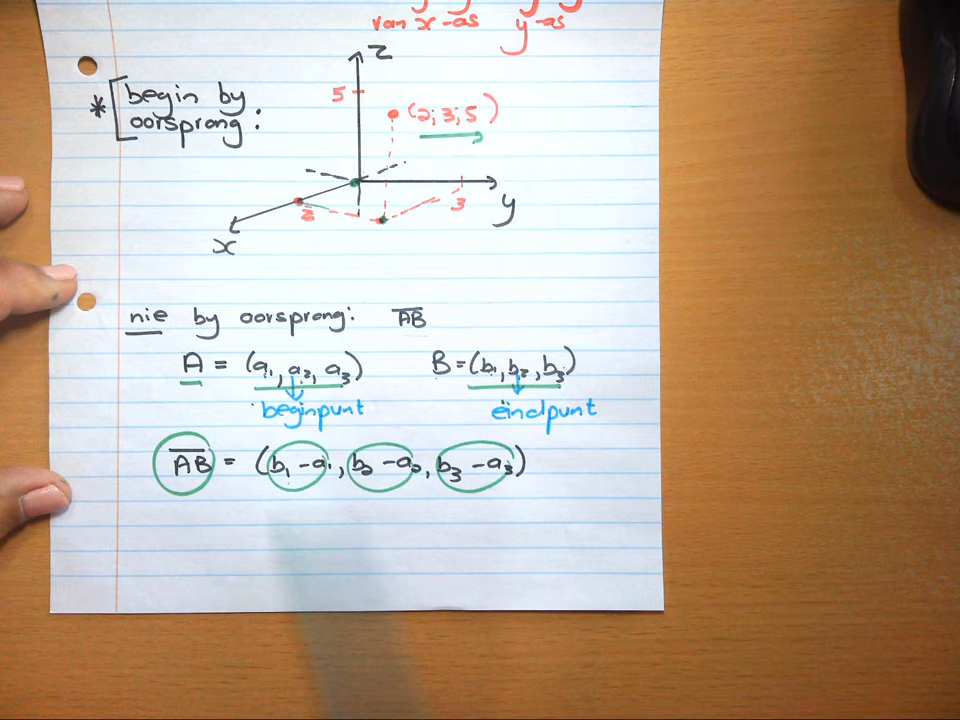 van x-as y-as
z
* begin by
oorsprong:
5
(2;3;5)
2
3
y
x
nie by oorsprong: AB
A = (a₁, a₂, a₃) B = (b₁, b₂, b₃)
beginpunt eindpunt
AB = (b₁ - a₁, b₂ - a₂, b₃ - a₃)